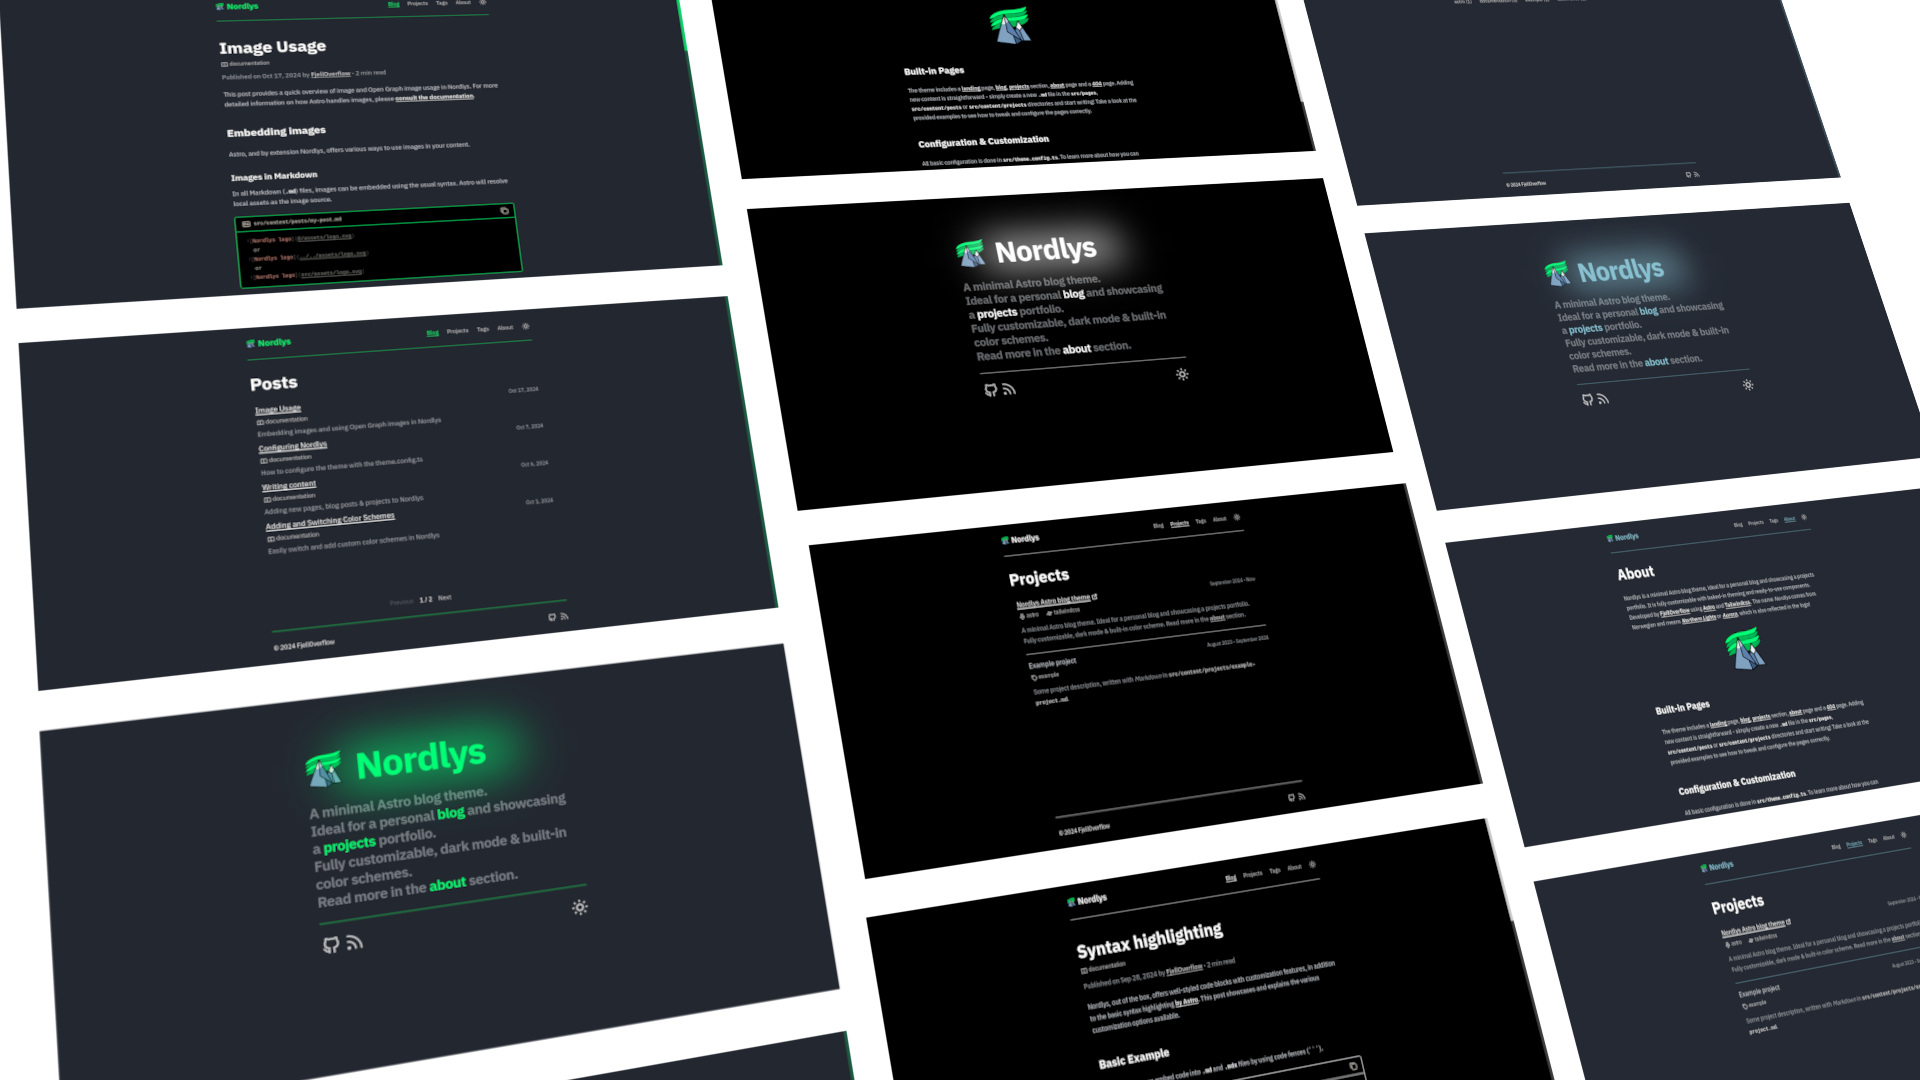 Nordlys
Blog Projects Tags About
Image Usage
documentation
Published on Oct 17, 2024 by FjellOverflow - 2 min read
This post provides a quick overview of image and Open Graph image usage in Nordlys. For more
detailed information on how Astro handles images, please consult the documentation.
Embedding images
Astro, and by extension Nordlys, offers various ways to use images in your content.
Images in Markdown
In all Markdown (.md) files, images can be embedded using the usual syntax. Astro will resolve
local assets as the image source.
src/content/posts/my-post.md
or
or
Nordlys
Blog Projects Tags About
Posts
Image Usage
Oct 17, 2024
documentation
Embedding images and using Open Graph images in Nordlys
Configuring Nordlys
Oct 7, 2024
documentation
How to configure the theme with the theme.config.ts
Writing content
Oct 4, 2024
documentation
Adding new pages, blog posts & projects to Nordlys
Adding and Switching Color Schemes
Oct 1, 2024
documentation
Easily switch and add custom color schemes in Nordlys
Previous 1 / 2 Next
© 2024 FjellOverflow
Nordlys
A minimal Astro blog theme.
Ideal for a personal blog and showcasing
a projects portfolio.
Fully customizable, dark mode & built-in
color schemes.
Read more in the about section.
Built-in Pages
The theme includes a landing page, blog, projects section, about page and a 404 page. Adding
new content is straightforward - simply create a new .md file in the src/pages,
src/content/posts or src/content/projects directories and start writing! Take a look at the
provided examples to see how to tweak and configure the pages correctly.
Configuration & Customization
All basic configuration is done in src/theme.config.ts. To learn more about how you can
Nordlys
A minimal Astro blog theme.
Ideal for a personal blog and showcasing
a projects portfolio.
Fully customizable, dark mode & built-in
color schemes.
Read more in the about section.
Nordlys
Blog Projects Tags About
Projects
Nordlys Astro blog theme
September 2024 - Now
astro tailwindcss
A minimal Astro blog theme. Ideal for a personal blog and showcasing a projects portfolio.
Fully customizable, dark mode & built-in color scheme. Read more in the about section.
Example project
August 2023 - September 2024
example
Some project description, written with Markdown in src/content/projects/example-
project.md.
© 2024 FjellOverflow
Nordlys
Blog Projects Tags About
Syntax highlighting
documentation
Published on Sep 28, 2024 by FjellOverflow - 2 min read
Nordlys, out of the box, offers well-styled code blocks with customization features, in addition
to the basic syntax highlighting by Astro. This post showcases and explains the various
customization options available.
Basic Example
embed code into .md and .mdx files by using code fences (```),
© 2024 FjellOverflow
Nordlys
A minimal Astro blog theme.
Ideal for a personal blog and showcasing
a projects portfolio.
Fully customizable, dark mode & built-in
color schemes.
Read more in the about section.
Nordlys
Blog Projects Tags About
About
Nordlys is a minimal Astro blog theme, ideal for a personal blog and showcasing a projects
portfolio. It is fully customizable with baked-in theming and ready-to-use components.
Developed by FjellOverflow using Astro and Tailwindcss. The name Nordlys comes from
Norwegian and means Northern Lights or Aurora, which is also reflected in the logo!
Built-in Pages
The theme includes a landing page, blog, projects section, about page and a 404 page. Adding
new content is straightforward - simply create a new .md file in the src/pages,
src/content/posts or src/content/projects directories and start writing! Take a look at the
provided examples to see how to tweak and configure the pages correctly.
Configuration & Customization
All basic configuration is done in src/theme.config.ts. To learn more about how you can
Nordlys
Blog Projects Tags About
Projects
Nordlys Astro blog theme
astro tailwindcss
A minimal Astro blog theme. Ideal for a personal blog and showcasing a projects
Fully customizable, dark mode & built-in color scheme. Read more in the about section.
Example project
example
Some project description, written with Markdown in src/content/projects/
project.md.